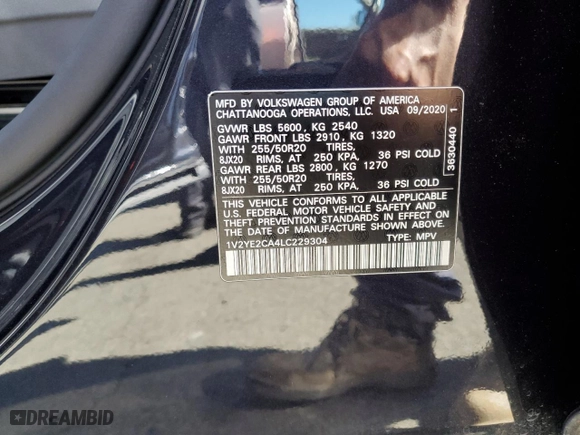 MFD BY VOLKSWAGEN GROUP OF AMERICA
CHATTANOOGA OPERATIONS, LLC. USA 09/2020
GVWR LBS 5600, KG 2540
GAWR FRONT LBS 2910, KG 1320
WITH 255/50R20 TIRES,
8JX20 RIMS, AT 250 KPA, 36 PSI COLD
GAWR REAR LBS 2800, KG 1270
WITH 255/50R20 TIRES,
8JX20 RIMS, AT 250 KPA, 36 PSI COLD
THIS VEHICLE CONFORMS TO ALL APPLICABLE
U.S. FEDERAL MOTOR VEHICLE SAFETY AND
THEFT PREVENTION STANDARDS IN EFFECT ON
THE DATE OF MANUFACTURE SHOWN ABOVE.
1V2YE2CA4LC229304 TYPE: MPV
3630440 1
DREAMBID